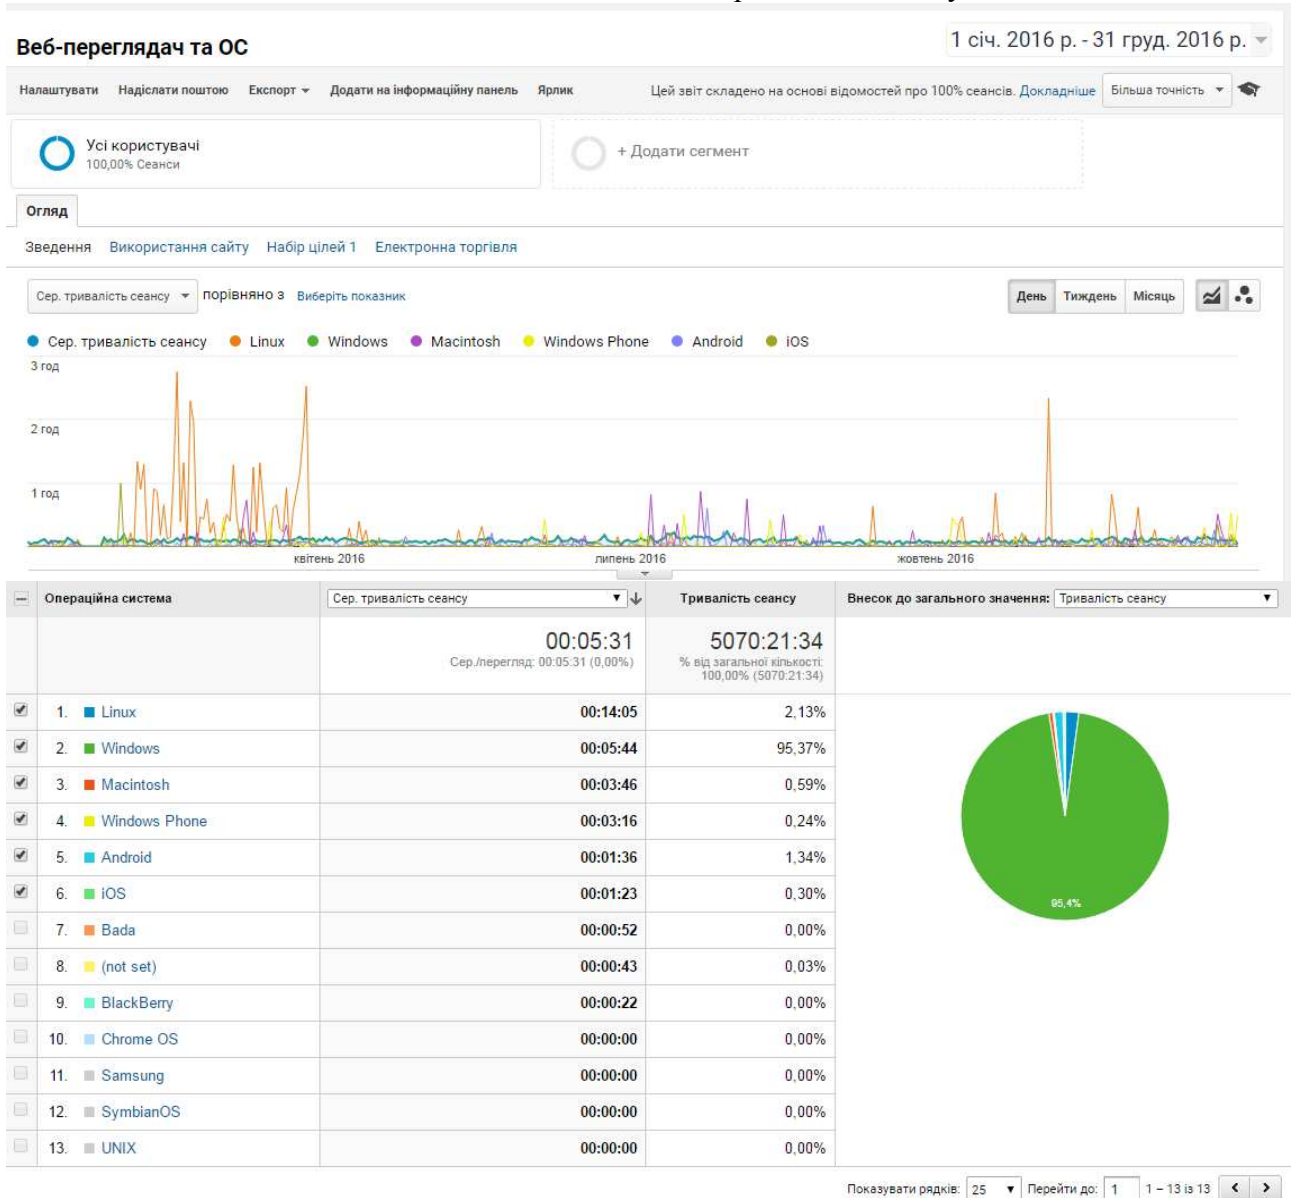 Веб-переглядач та ОС
1 січ. 2016 р. - 31 груд. 2016 р.
Налаштувати Надіслати поштою Експорт Додати на інформаційну панель Ярлик Цей звіт складено на основі відомостей про 100% сеансів. Докладніше Більша точність
Усі користувачі
100,00% Сеанси
+ Додати сегмент
Огляд
Зведення Використання сайту Набір цілей 1 Електронна торгівля
Сер. тривалість сеансу порівняно з Виберіть показник День Тиждень Місяць
Сер. тривалість сеансу Linux Windows Macintosh Windows Phone Android iOS
3 год
2 год
1 год
квітень 2016 липень 2016 жовтень 2016
Операційна система Сер. тривалість сеансу Тривалість сеансу Внесок до загального значення: Тривалість сеансу
00:05:31 5070:21:34
Сер./перегляд: 00:05:31 (0,00%) % від загальної кількості:
100,00% (5070:21:34)
1. Linux 00:14:05 2,13%
2. Windows 00:05:44 95,37%
3. Macintosh 00:03:46 0,59%
4. Windows Phone 00:03:16 0,24%
5. Android 00:01:36 1,34%
6. iOS 00:01:23 0,30%
95,4%
7. Bada 00:00:52 0,00%
8. (not set) 00:00:43 0,03%
9. BlackBerry 00:00:22 0,00%
10. Chrome OS 00:00:00 0,00%
11. Samsung 00:00:00 0,00%
12. SymbianOS 00:00:00 0,00%
13. UNIX 00:00:00 0,00%
Показувати рядків: 25 Перейти до: 1 1 – 13 із 13